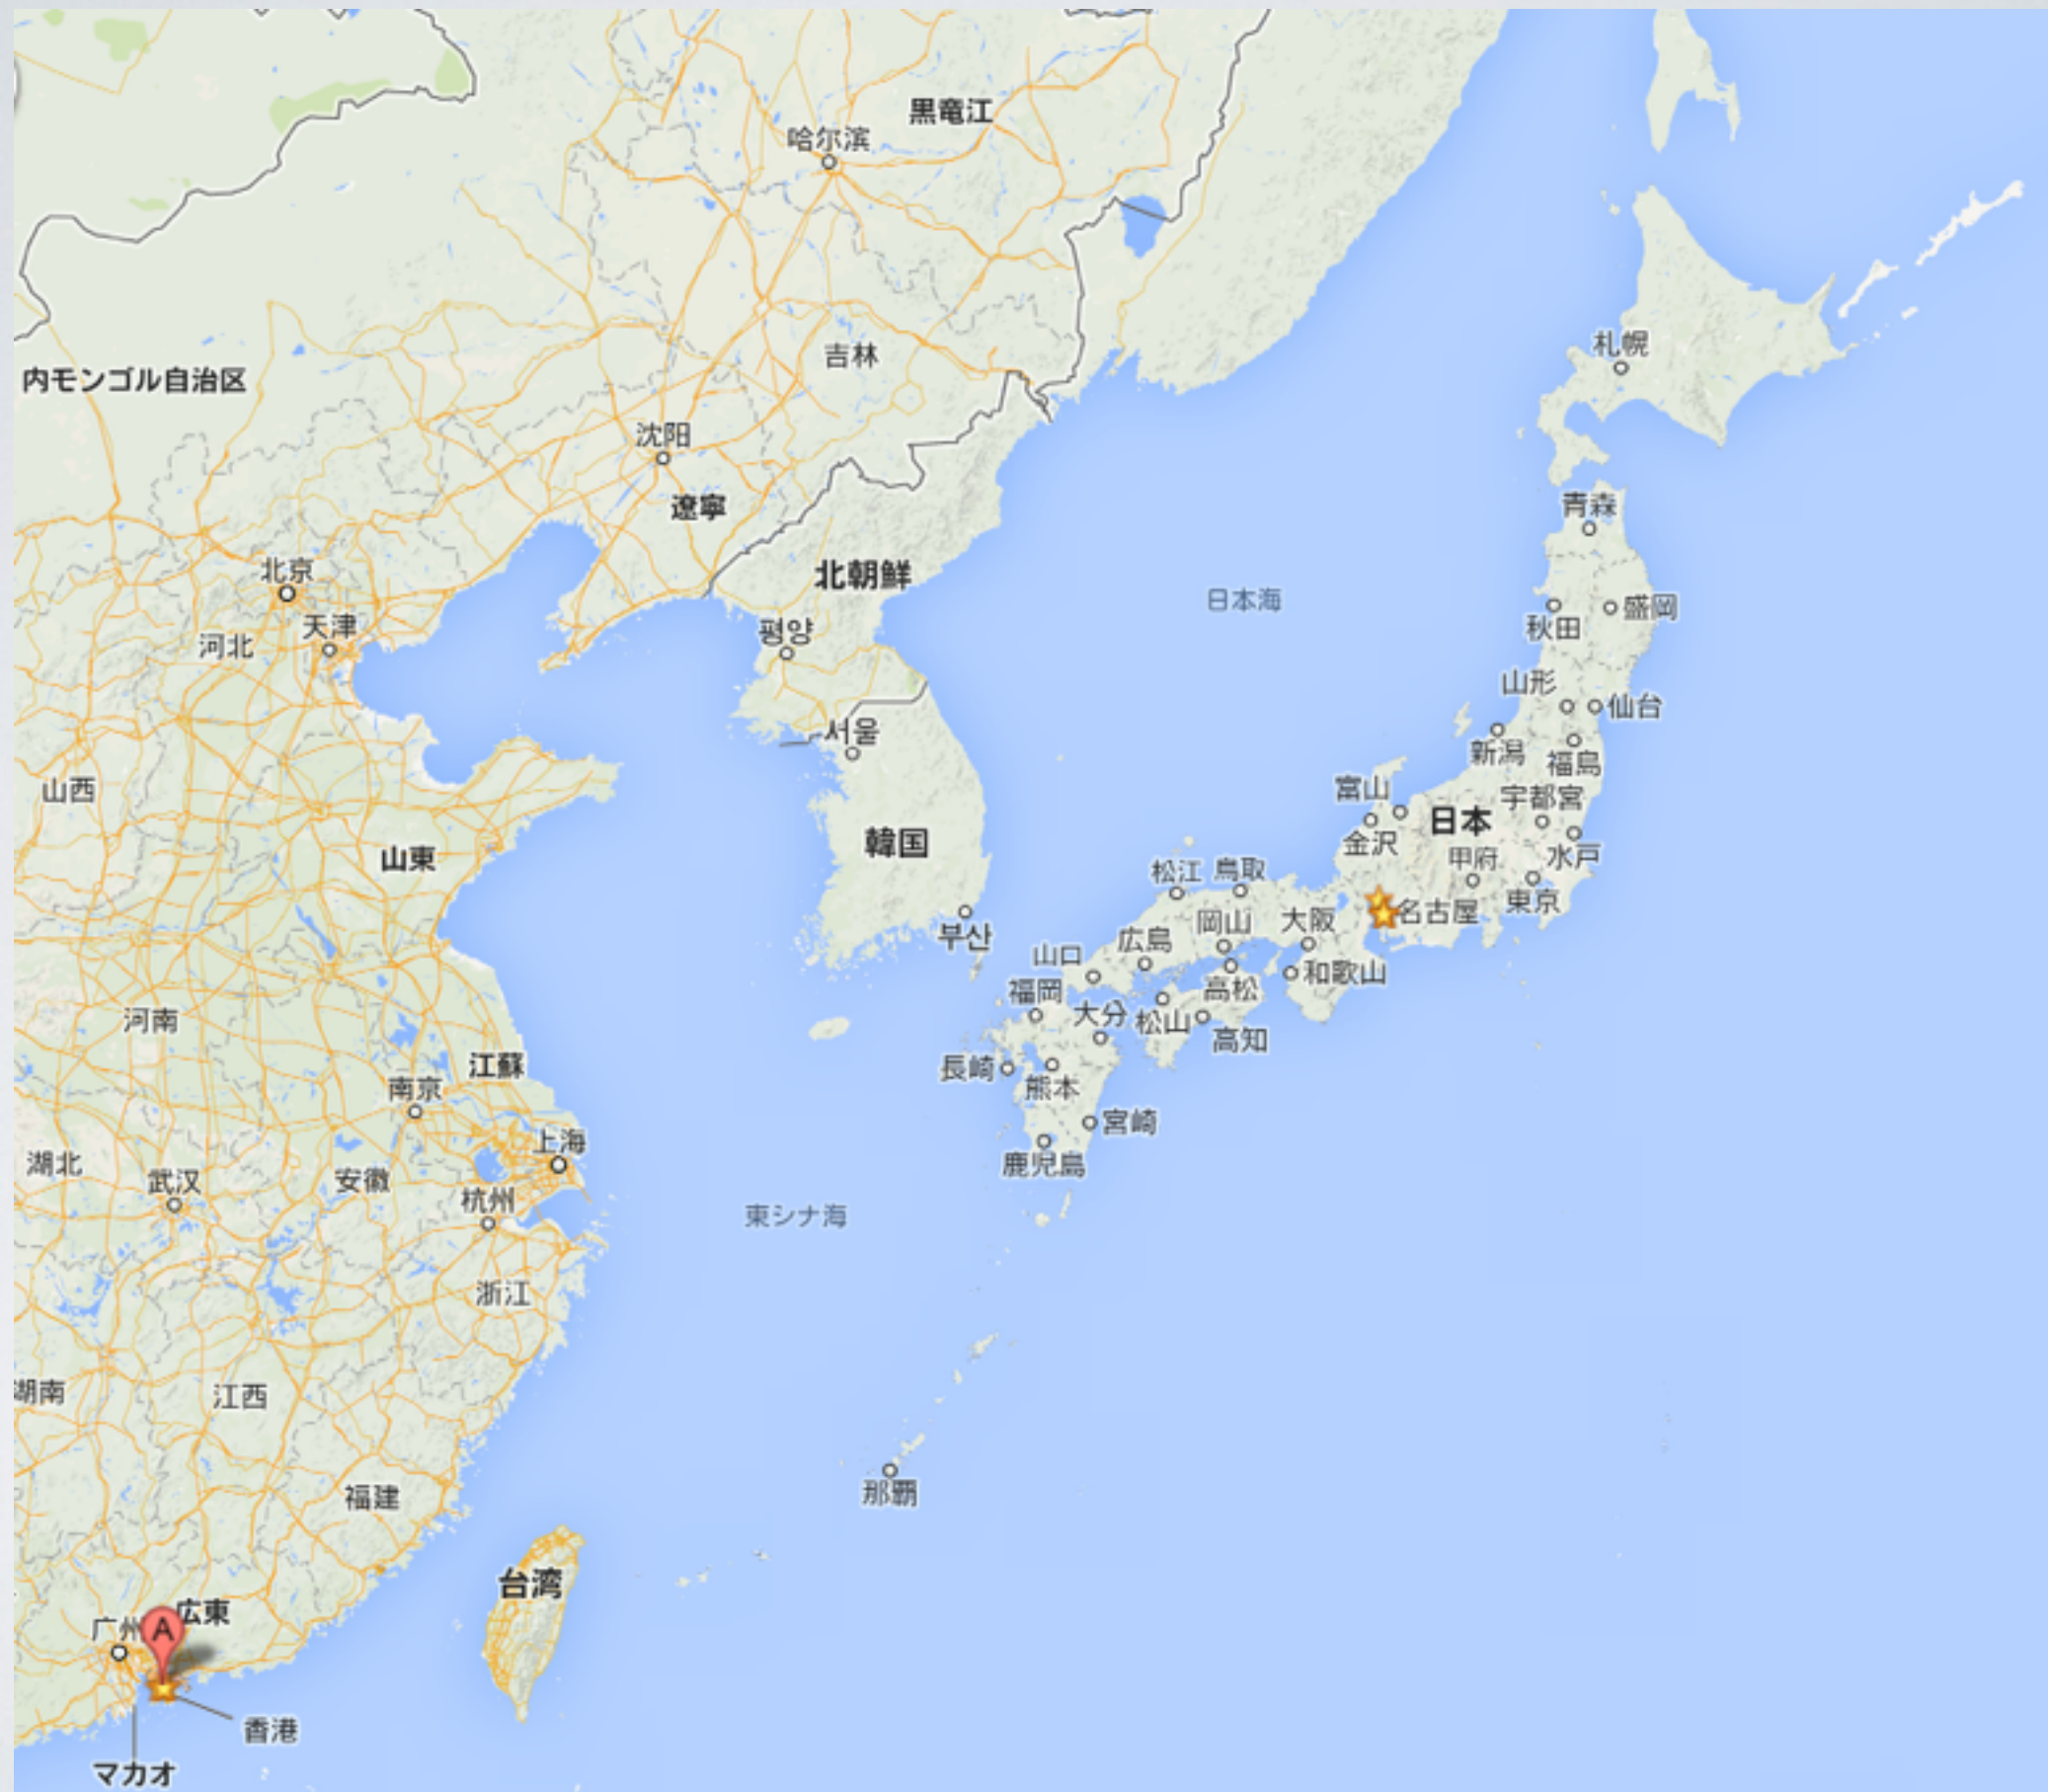 黒竜江
哈尔滨
札幌
吉林
内モンゴル自治区
沈阳
遼寧
青森
北京
北朝鮮
日本海
盛岡
秋田
天津
平양
河北
山形
仙台
서울
新潟
福島
山西
富山
宇都宮
日本
韓国
金沢
水戸
山東
甲府
松江
鳥取
東京
名古屋
岡山
大阪
부산
広島
山口
和歌山
高松
福岡
大分
松山
河南
高知
江蘇
長崎
熊本
南京
宮崎
上海
湖北
鹿児島
武汉
安徽
杭州
東シナ海
浙江
湖南
江西
那覇
福建
台湾
広東
广州
A
香港
マカオ